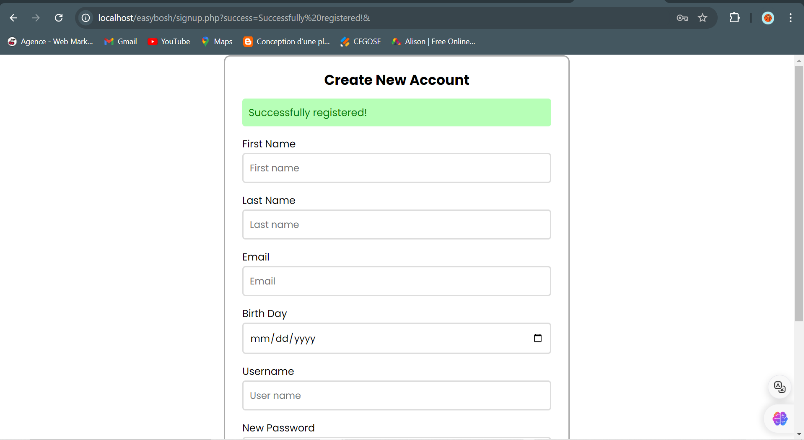 localhost/easybosh/signup.php?success=Successfully%20registered!&
Agence - Web Mark... Gmail YouTube Maps Conception d'une pl... CFGOSE Alison | Free Online...
Create New Account
Successfully registered!
First Name
First name
Last Name
Last name
Email
Email
Birth Day
mm/dd/yyyy
Username
User name
New Password